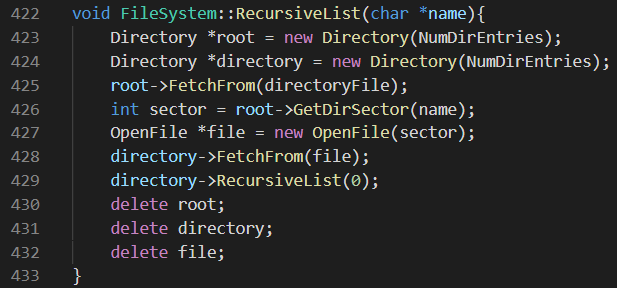 422 void FileSystem::RecursiveList(char *name){
423     Directory *root = new Directory(NumDirEntries);
424     Directory *directory = new Directory(NumDirEntries);
425     root->FetchFrom(directoryFile);
426     int sector = root->GetDirSector(name);
427     OpenFile *file = new OpenFile(sector);
428     directory->FetchFrom(file);
429     directory->RecursiveList(0);
430     delete root;
431     delete directory;
432     delete file;
433 }